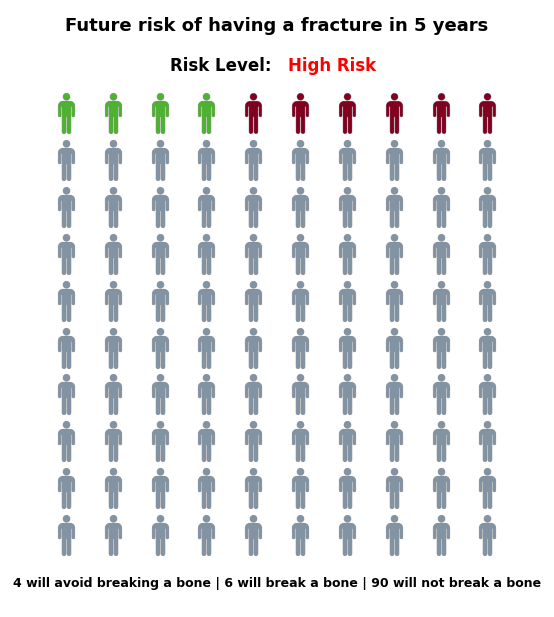 Future risk of having a fracture in 5 years
Risk Level: High Risk
4 will avoid breaking a bone | 6 will break a bone | 90 will not break a bone